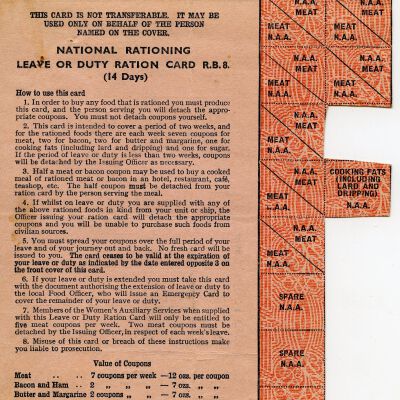 THIS CARD IS NOT TRANSFERABLE. IT MAY BE
USED ONLY ON BEHALF OF THE PERSON
NAMED ON THE COVER.
NATIONAL RATIONING
LEAVE OR DUTY RATION CARD R.B.8.
(14 Days)
How to use this card
1. In order to buy any food that is rationed you must produce
this card, and the person serving you will detach the appro-
priate coupons. You must not detach coupons yourself.
2. This card is intended to cover a period of two weeks, and
for the rationed foods there are each week seven coupons for
meat, two for bacon, two for butter and margarine, one for
cooking fats (including lard and dripping) and one for sugar.
If the period of leave or duty is less than two weeks, coupons
will be detached by the Issuing Officer as necessary.
3. Half a meat or bacon coupon may be used to buy a cooked
meal of rationed meat or bacon in an hotel, restaurant, café,
teashop, etc. The half coupon must be detached from your
ration card by the person serving the meal.
4. If whilst on leave or duty you are supplied with any of
the above rationed foods in kind from your unit or ship, the
Officer issuing your ration card will detach the appropriate
coupons and you will be unable to purchase such foods from
civilian sources.
5. You must spread your coupons over the full period of your
leave and of your journey out and back. No fresh card will be
issued to you. The card ceases to be valid at the expiration of
your leave or duty as indicated by the date entered opposite 3 on
the front cover of this card.
6. If your leave or duty is extended you must take this card
with the document authorising the extension of leave or duty to
the local Food Officer, who will issue an Emergency Card to
cover the remainder of your leave or duty.
7. Members of the Women's Auxiliary Services when supplied
with this Leave or Duty Ration Card will only be entitled to
five meat coupons per week. Two meat coupons must be
detached by the Issuing Officer, in respect of each week's leave.
8. Misuse of this card or breach of these instructions make
you liable to prosecution.
Value of Coupons
Meat — 7 coupons per week —12 ozs. per coupon
Bacon and Ham — 2 „ „ „ — 7 ozs. „ „
Butter and Margarine 2 coupons per week — 7 ozs. „ „
N.A.A.
MEAT
MEAT
N.A.A.
N.A.A.
MEAT
MEAT
N.A.A.
N.A.A.
MEAT
MEAT
N.A.A.
N.A.A.
MEAT
MEAT
N.A.A.
N.A.A.
MEAT
MEAT
N.A.A.
COOKING FATS
(INCLUDING
LARD AND
DRIPPING)
N.A.A.
N.A.A.
MEAT
MEAT
N.A.A.
N.A.A.
MEAT
MEAT
N.A.A.
SPARE
N.A.A.
SPARE
N.A.A.